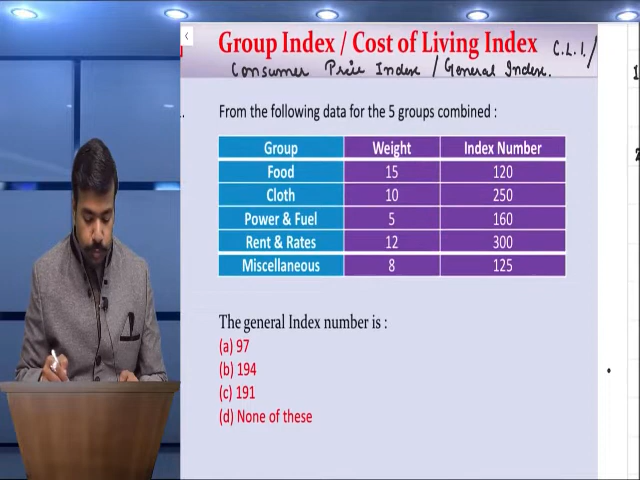 Group Index / Cost of Living Index C.L.I. /
Consumer Price Index / General Index.
From the following data for the 5 groups combined :
Group Weight Index Number
Food 15 120
Cloth 10 250
Power & Fuel 5 160
Rent & Rates 12 300
Miscellaneous 8 125
The general Index number is :
(a) 97
(b) 194
(c) 191
(d) None of these